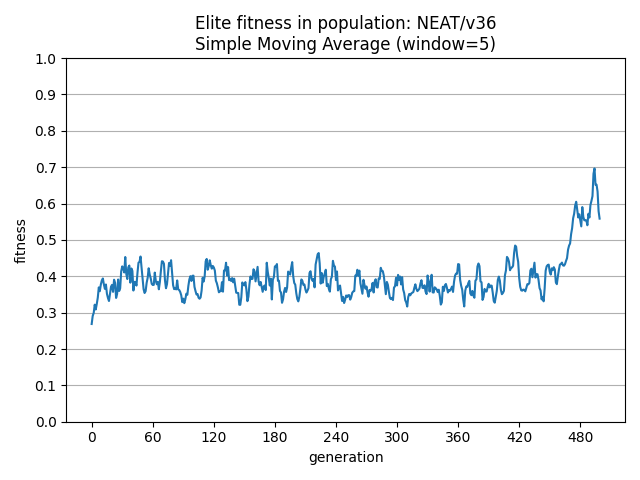 Elite fitness in population: NEAT/v36
Simple Moving Average (window=5)
1.0
0.9
0.8
0.7
0.6
0.5
0.4
0.3
0.2
0.1
0.0
fitness
0 60 120 180 240 300 360 420 480
generation